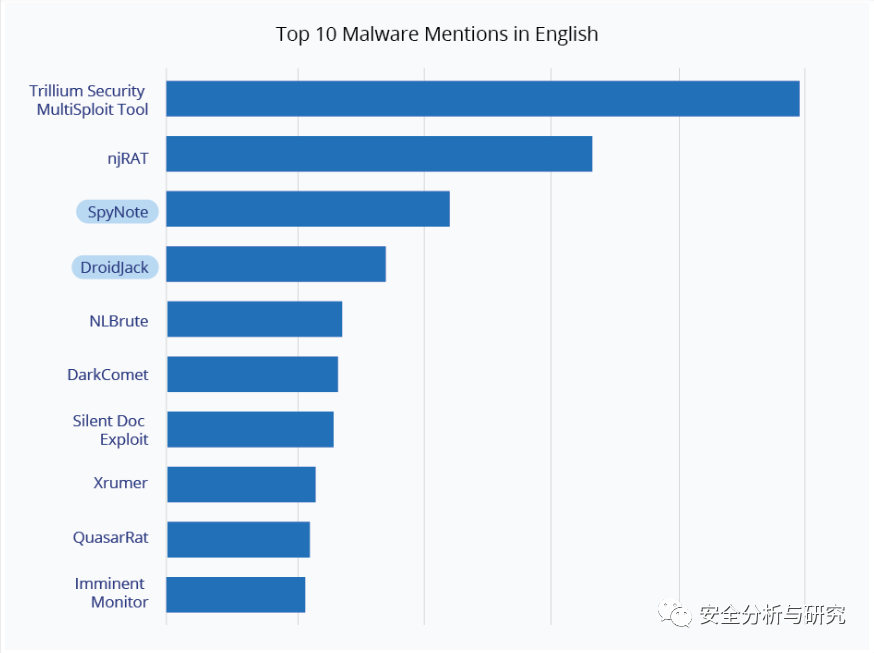 Top 10 Malware Mentions in English
Trillium Security
MultiSploit Tool
njRAT
SpyNote
DroidJack
NLBrute
DarkComet
Silent Doc
Exploit
Xrumer
QuasarRat
Imminent
Monitor
安全分析与研究